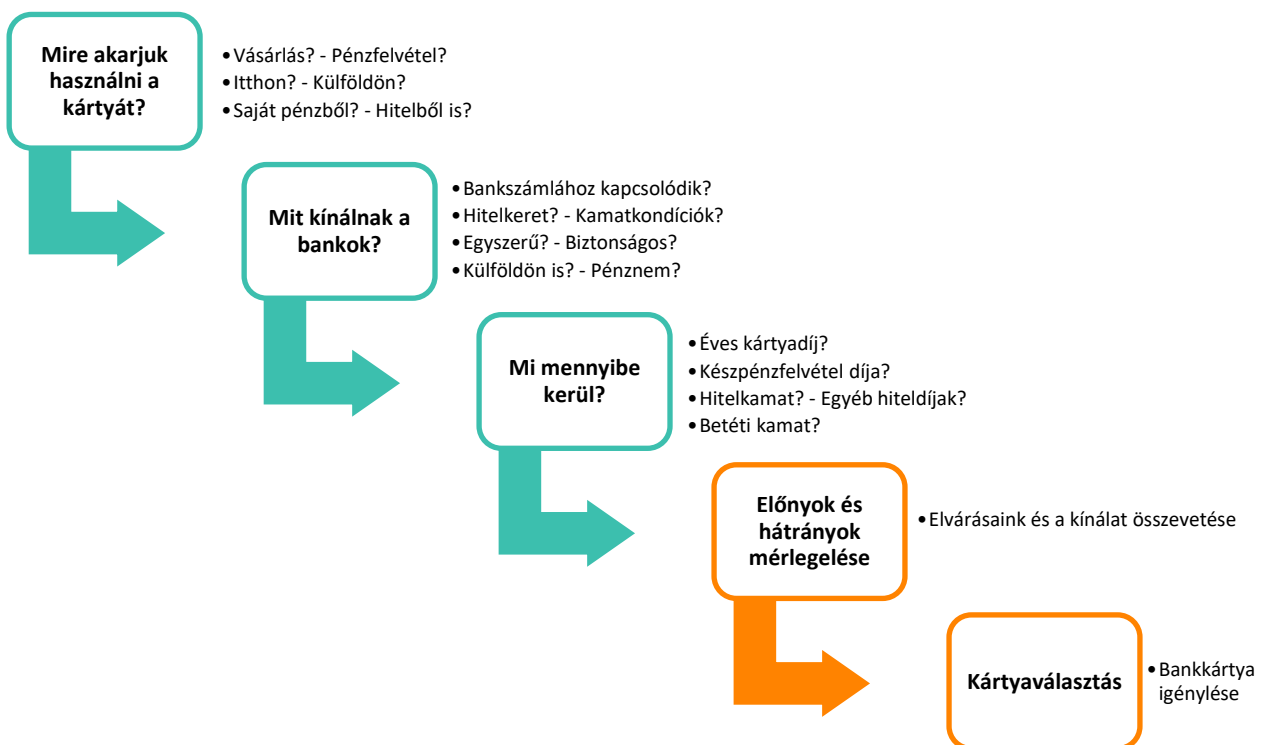 Mire akarjuk
használni a
kártyát?
•Vásárlás? - Pénzfelvétel?
•Itthon? - Külföldön?
•Saját pénzből? - Hitelből is?
Mit kínálnak a
bankok?
•Bankszámlához kapcsolódik?
•Hitelkeret? - Kamatkondíciók?
•Egyszerű? - Biztonságos?
•Külföldön is? - Pénznem?
Mi mennyibe
kerül?
•Éves kártyadíj?
•Készpénzfelvétel díja?
•Hitelkamat? - Egyéb hiteldíjak?
•Betéti kamat?
Előnyok és
hátrányok
mérlegelése
•Elvárásaink és a kínálat összevetése
Kártyaválasztás
•Bankkártya
igénylése